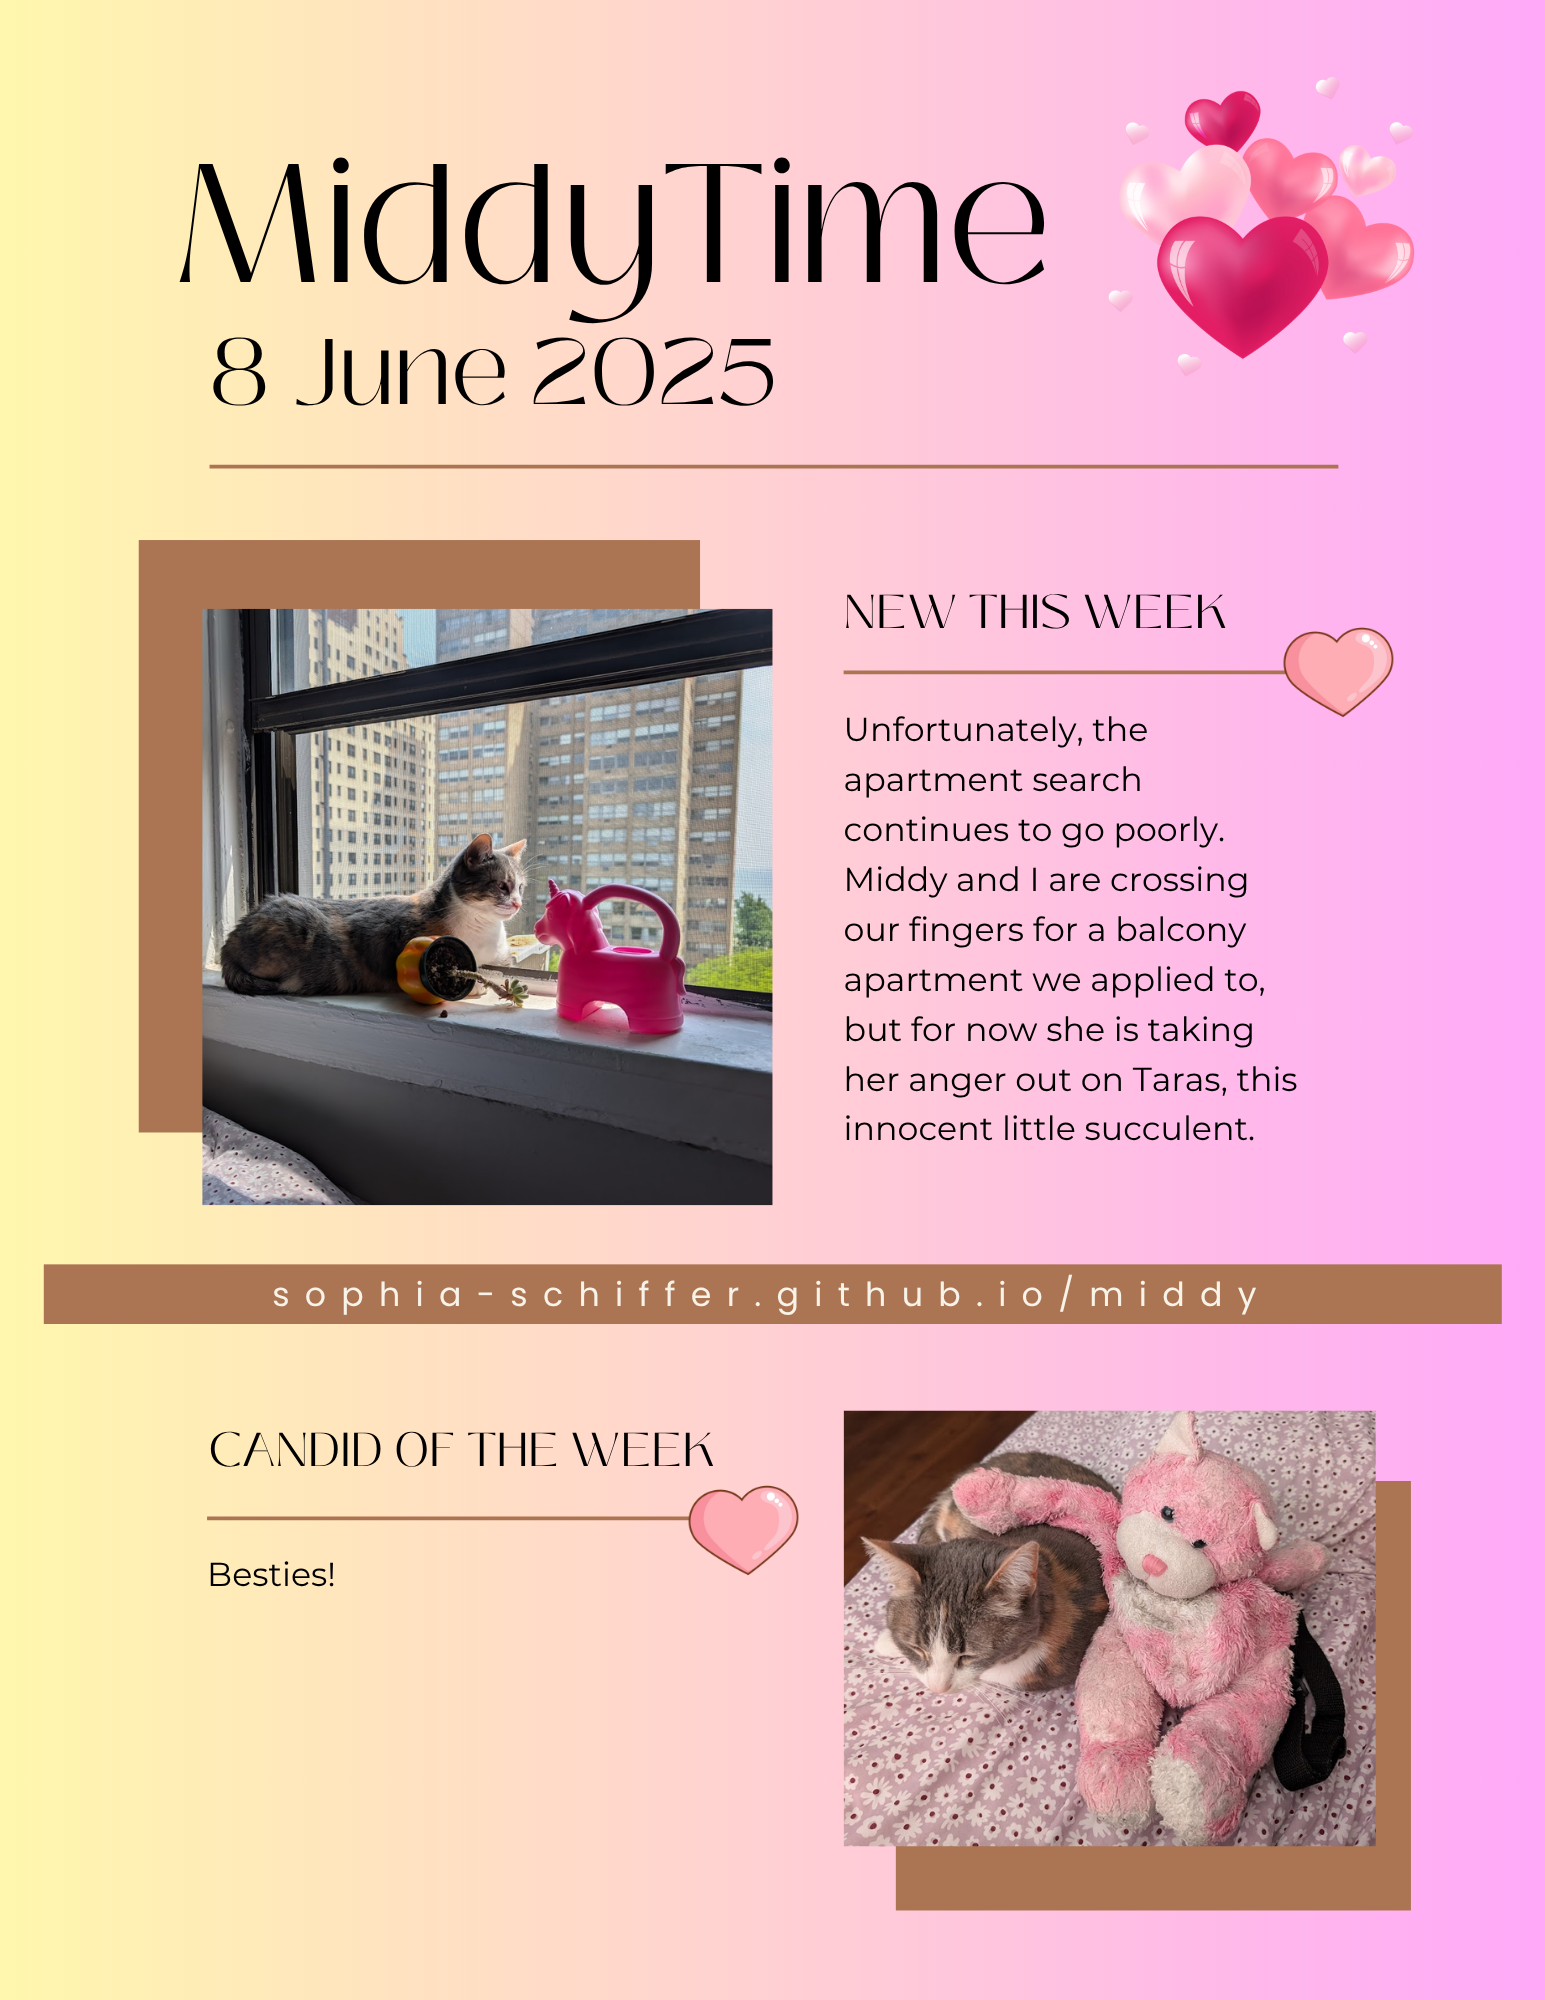 MiddyTime
8 June 2025
NEW THIS WEEK
Unfortunately, the
apartment search
continues to go poorly.
Middy and I are crossing
our fingers for a balcony
apartment we applied to,
but for now she is taking
her anger out on Taras, this
innocent little succulent.
sophia-schiffer.github.io/middy
CANDID OF THE WEEK
Besties!